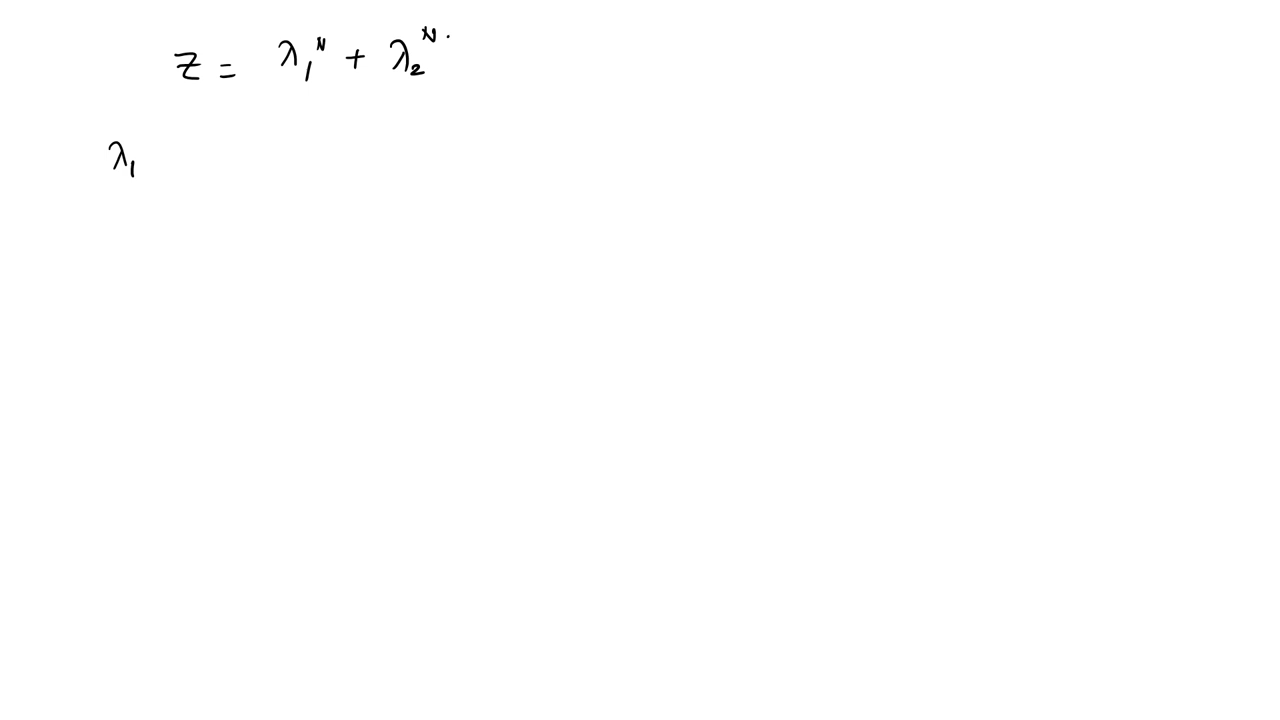 Z = λ₁ᴺ + λ₂ᴺ.
λ₁